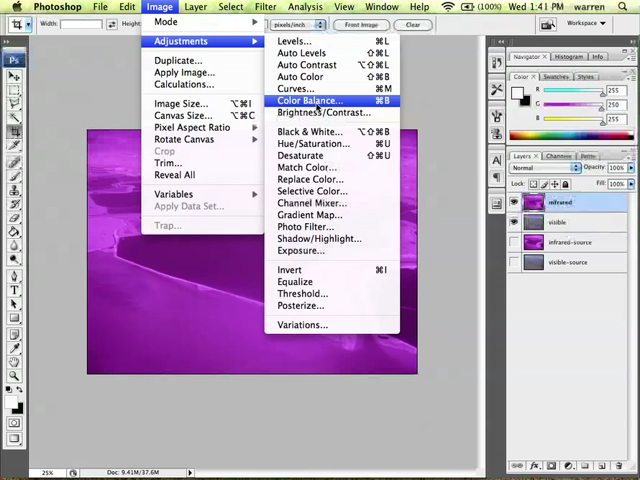 Photoshop File Edit Image Layer Select Filter Analysis View Window Help Wed 1:41 PM warren
Width: Height: pixels/inch Front Image Clear Workspace
Mode
Adjustments
Duplicate...
Apply Image...
Calculations...
Image Size... ⌥⌘I
Canvas Size... ⌥⌘C
Pixel Aspect Ratio
Rotate Canvas
Crop
Trim...
Reveal All
Variables
Apply Data Set...
Trap...
Levels... ⌘L
Auto Levels ⇧⌘L
Auto Contrast ⌥⇧⌘L
Auto Color ⇧⌘B
Curves... ⌘M
Color Balance... ⌘B
Brightness/Contrast...
Black & White... ⌥⇧⌘B
Hue/Saturation... ⌘U
Desaturate ⇧⌘U
Match Color...
Replace Color...
Selective Color...
Channel Mixer...
Gradient Map...
Photo Filter...
Shadow/Highlight...
Exposure...
Invert ⌘I
Equalize
Threshold...
Posterize...
Variations...
Ps
Navigator Histogram Info
Color Swatches Styles
R 255
G 250
B 255
Layers Channels Paths
Normal Opacity: 100%
Lock: Fill: 100%
infrared
visible
infrared-source
visible-source
25% Doc: 9.41M/37.6M